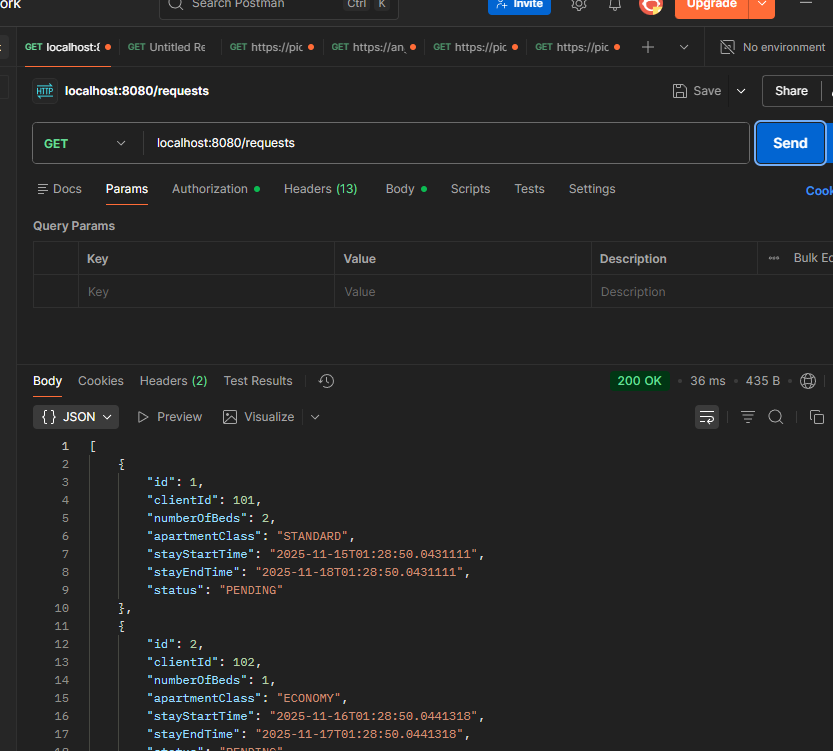 ork
Search Postman Ctrl K Invite Upgrade
GET localhost:8 GET Untitled Re GET https://pic GET https://an. GET https://pic GET https://pic No environment
HTTP localhost:8080/requests Save Share
GET localhost:8080/requests Send
Docs Params Authorization Headers (13) Body Scripts Tests Settings Cook
Query Params
Key Value Description Bulk Ed
Key Value Description
Body Cookies Headers (2) Test Results 200 OK 36 ms 435 B
{} JSON Preview Visualize
1 [
2 {
3 "id": 1,
4 "clientId": 101,
5 "numberOfBeds": 2,
6 "apartmentClass": "STANDARD",
7 "stayStartTime": "2025-11-15T01:28:50.0431111",
8 "stayEndTime": "2025-11-18T01:28:50.0431111",
9 "status": "PENDING"
10 },
11 {
12 "id": 2,
13 "clientId": 102,
14 "numberOfBeds": 1,
15 "apartmentClass": "ECONOMY",
16 "stayStartTime": "2025-11-16T01:28:50.0441318",
17 "stayEndTime": "2025-11-17T01:28:50.0441318",
18 "status": "PENDING"